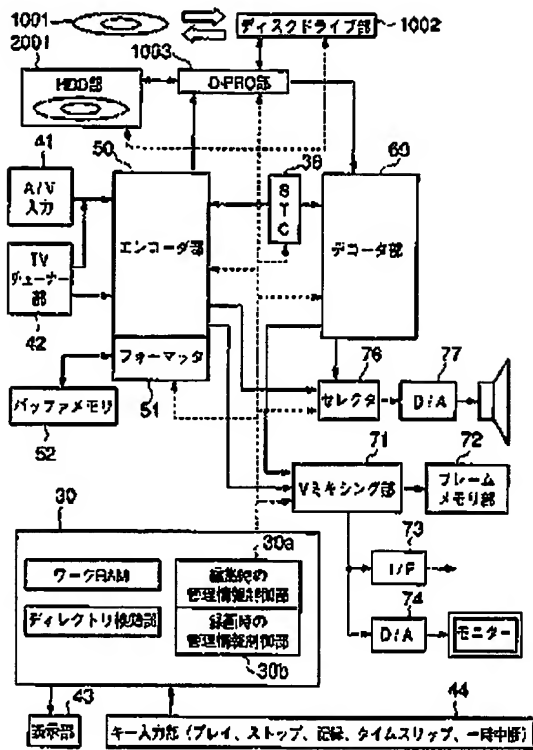 1001
ディスクドライブ部
1002
2001
1003
HDD部
D-PRO部
41
50
38
60
A/V
入力
STC
エンコーダ部
デコーダ部
TV
チューナー部
42
76
77
フォーマッタ
セレクタ
D/A
51
バッファメモリ
52
71
72
Vミキシング部
フレーム
メモリ部
30
30a
73
ワークRAM
編集時の
管理情報制御部
I/F
ディレクトリ検出部
録画時の
管理情報制御部
74
D/A
モニター
30b
43
44
表示部
キー入力部(プレイ、ストップ、記録、タイムスリップ、一時中断)